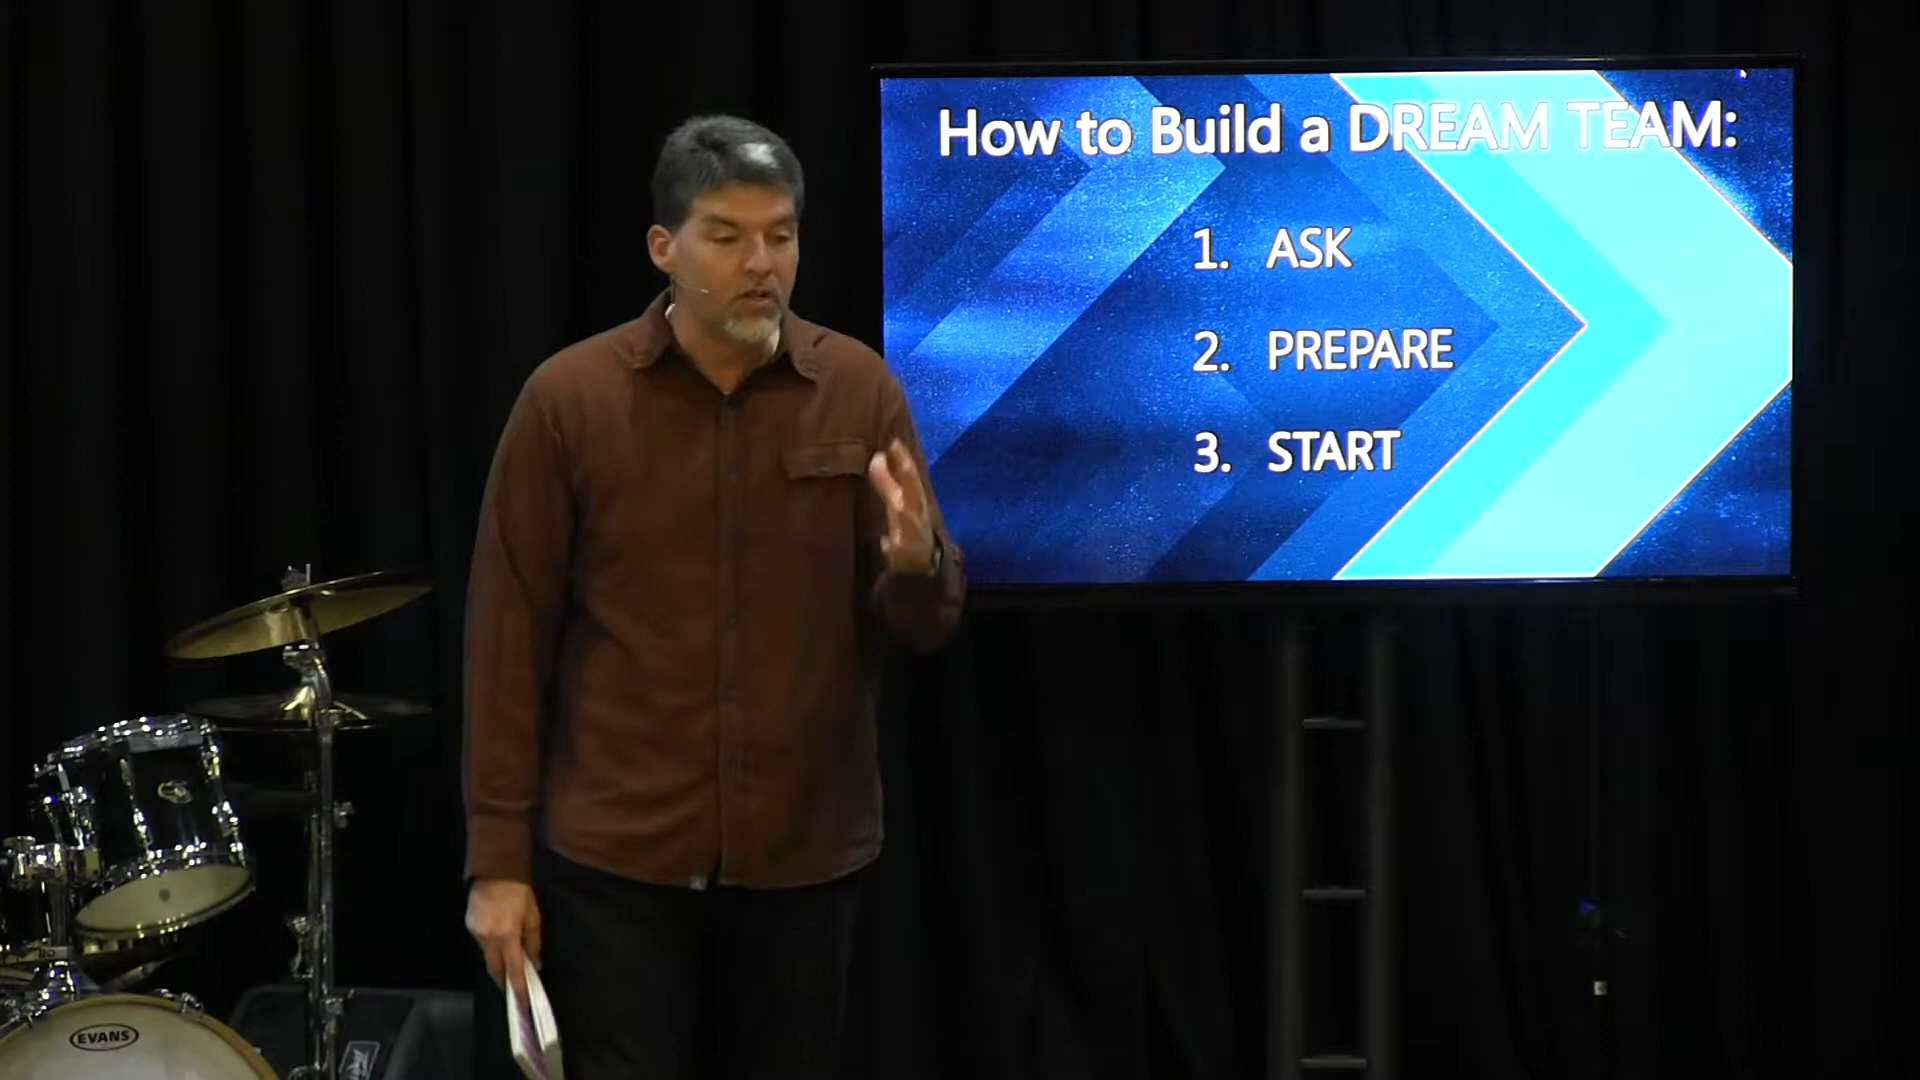 How to Build a DREAM TEAM:
1. ASK
2. PREPARE
3. START
EVANS